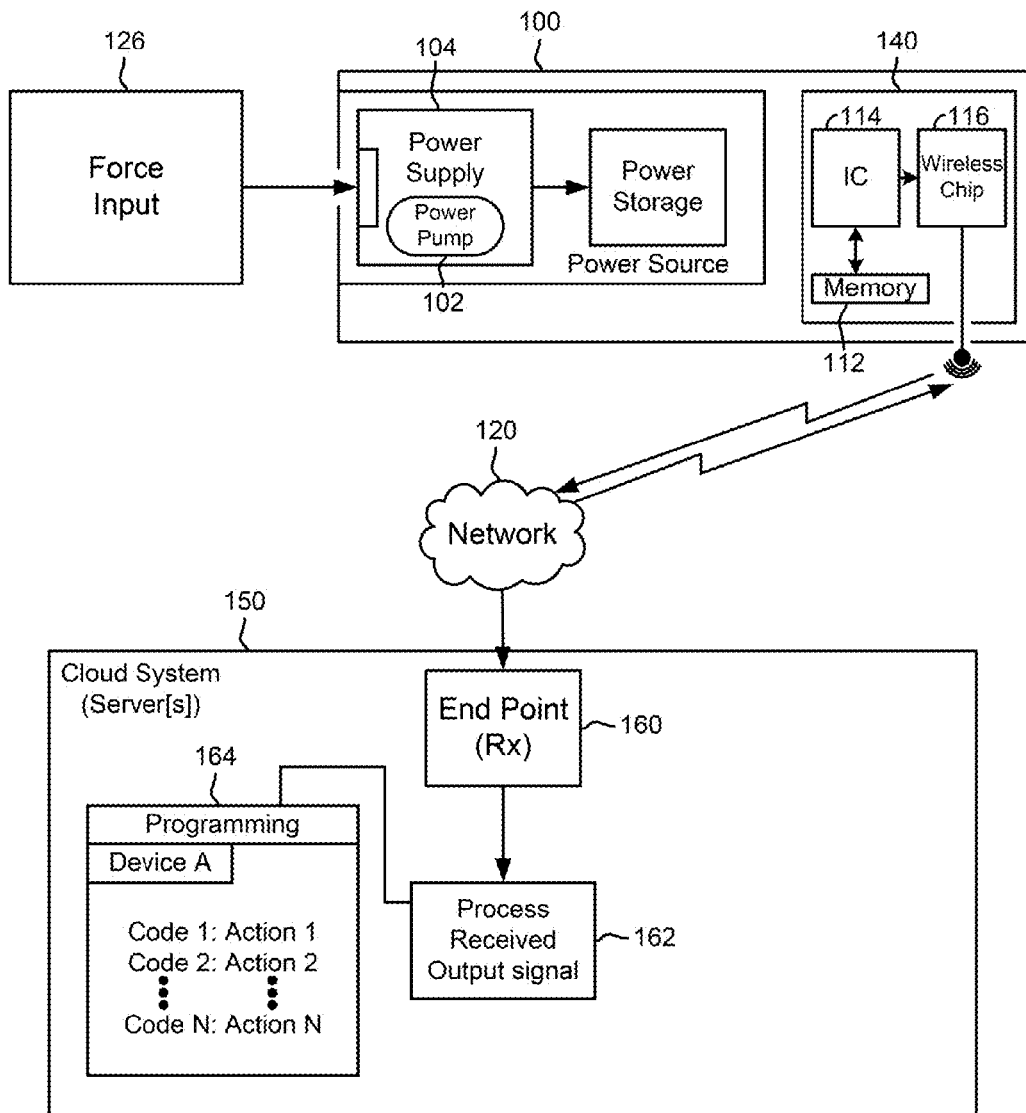 126
104
100
140
Force
Input
Power
Supply
Power
Pump
102
Power
Storage
Power Source
114
116
IC
Wireless
Chip
Memory
112
120
Network
150
Cloud System
(Server[s])
End Point
(Rx)
160
164
Programming
Device A
Code 1: Action 1
Code 2: Action 2
Code N: Action N
Process
Received
Output signal
162